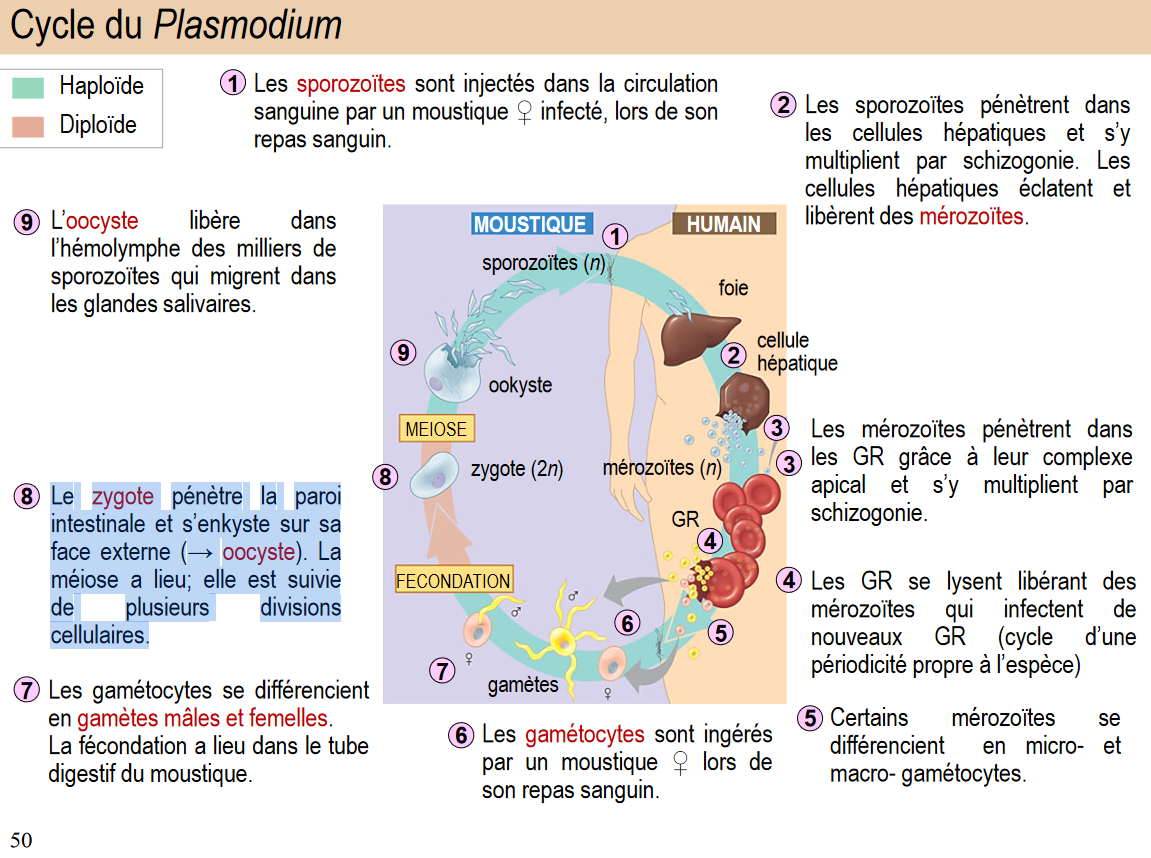 Cycle du Plasmodium
Haploïde
Diploïde
1 Les sporozoïtes sont injectés dans la circulation
sanguine par un moustique ♀ infecté, lors de son
repas sanguin.
2 Les sporozoïtes pénètrent dans
les cellules hépatiques et s’y
multiplient par schizogonie. Les
cellules hépatiques éclatent et
libèrent des mérozoïtes.
9 L’oocyste libère dans
l’hémolymphe des milliers de
sporozoïtes qui migrent dans
les glandes salivaires.
MOUSTIQUE
HUMAIN
1
sporozoïtes (n)
foie
2
cellule
hépatique
9
ookyste
MEIOSE
3
8
zygote (2n)
mérozoïtes (n)
3
GR
4
FECONDATION
♂
♂
6
5
7
♀
gamètes
♀
3 Les mérozoïtes pénètrent dans
les GR grâce à leur complexe
apical et s’y multiplient par
schizogonie.
8 Le zygote pénètre la paroi
intestinale et s’enkyste sur sa
face externe (→ oocyste). La
méiose a lieu; elle est suivie
de plusieurs divisions
cellulaires.
4 Les GR se lysent libérant des
mérozoïtes qui infectent de
nouveaux GR (cycle d’une
périodicité propre à l’espèce)
7 Les gamétocytes se différencient
en gamètes mâles et femelles.
La fécondation a lieu dans le tube
digestif du moustique.
6 Les gamétocytes sont ingérés
par un moustique ♀ lors de
son repas sanguin.
5 Certains mérozoïtes se
différencient en micro- et
macro- gamétocytes.
50